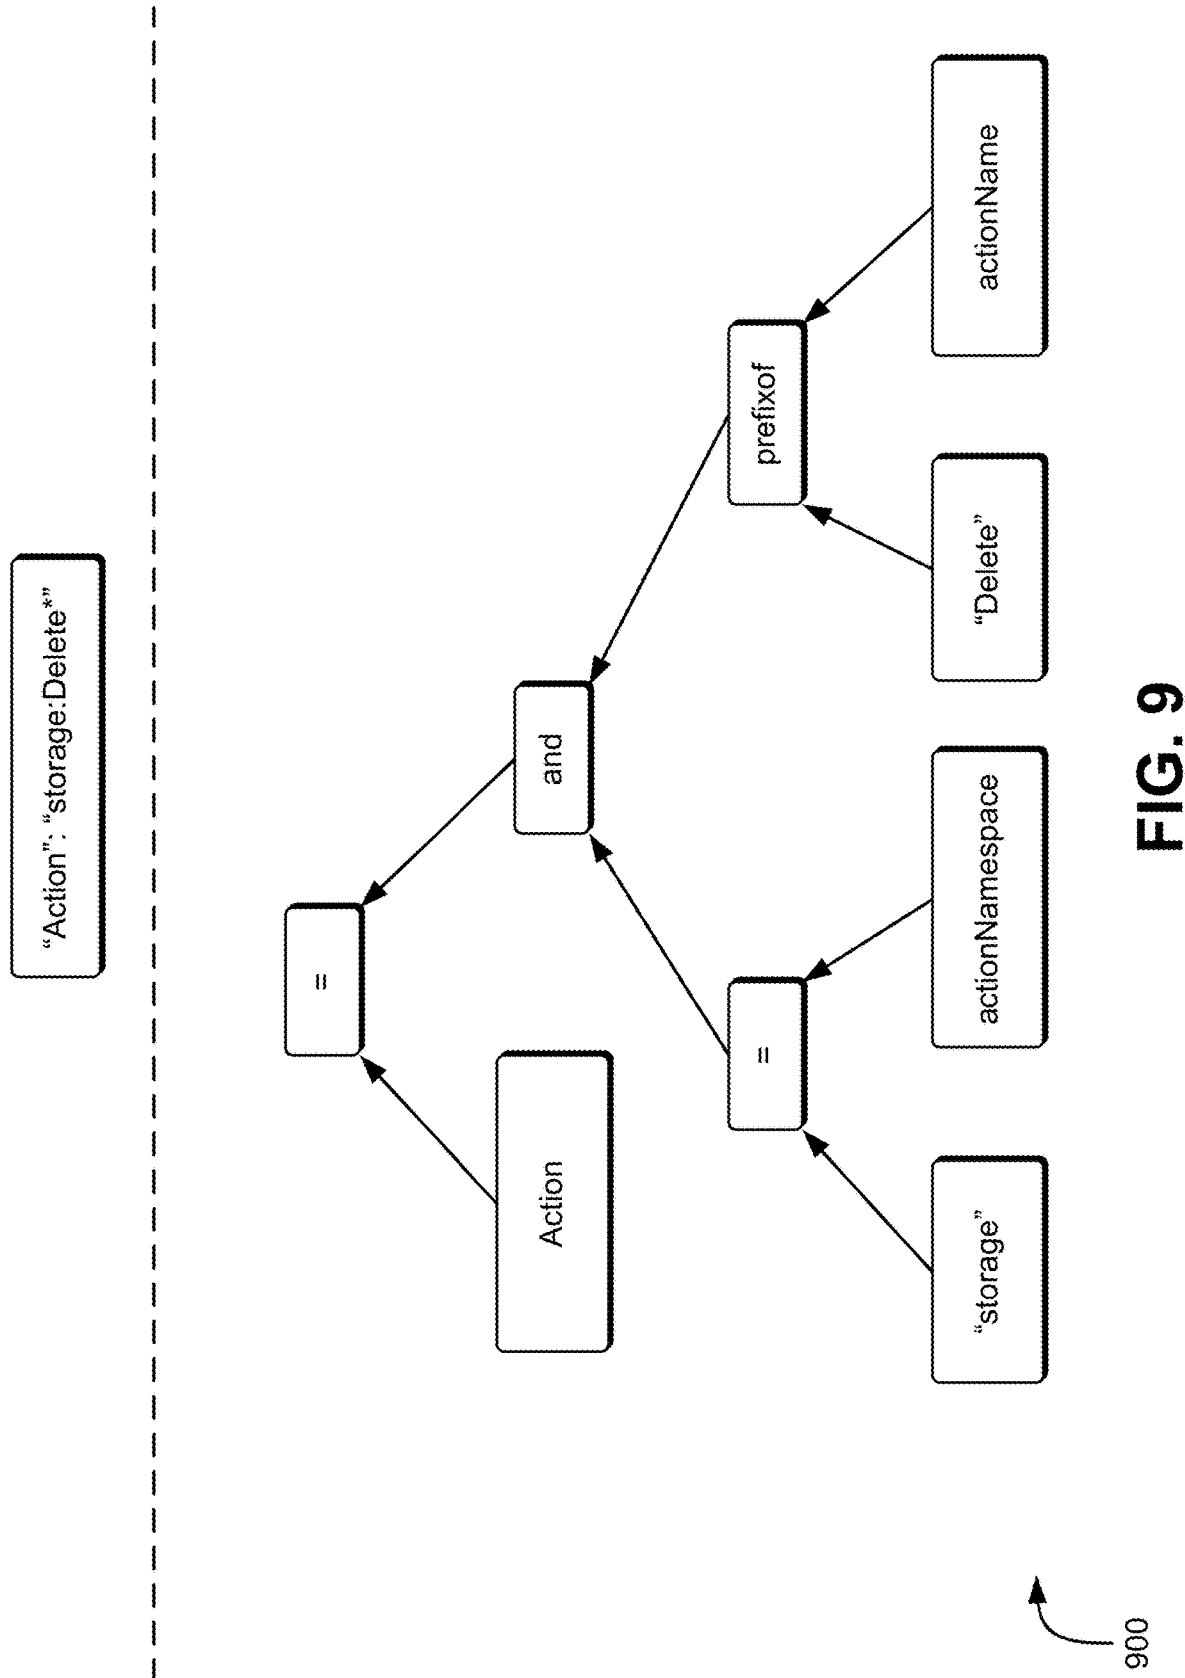 “Action”: “storage:Delete*”
=
Action
and
=
prefixof
“storage”
actionNamespace
“Delete”
actionName
900
FIG. 9